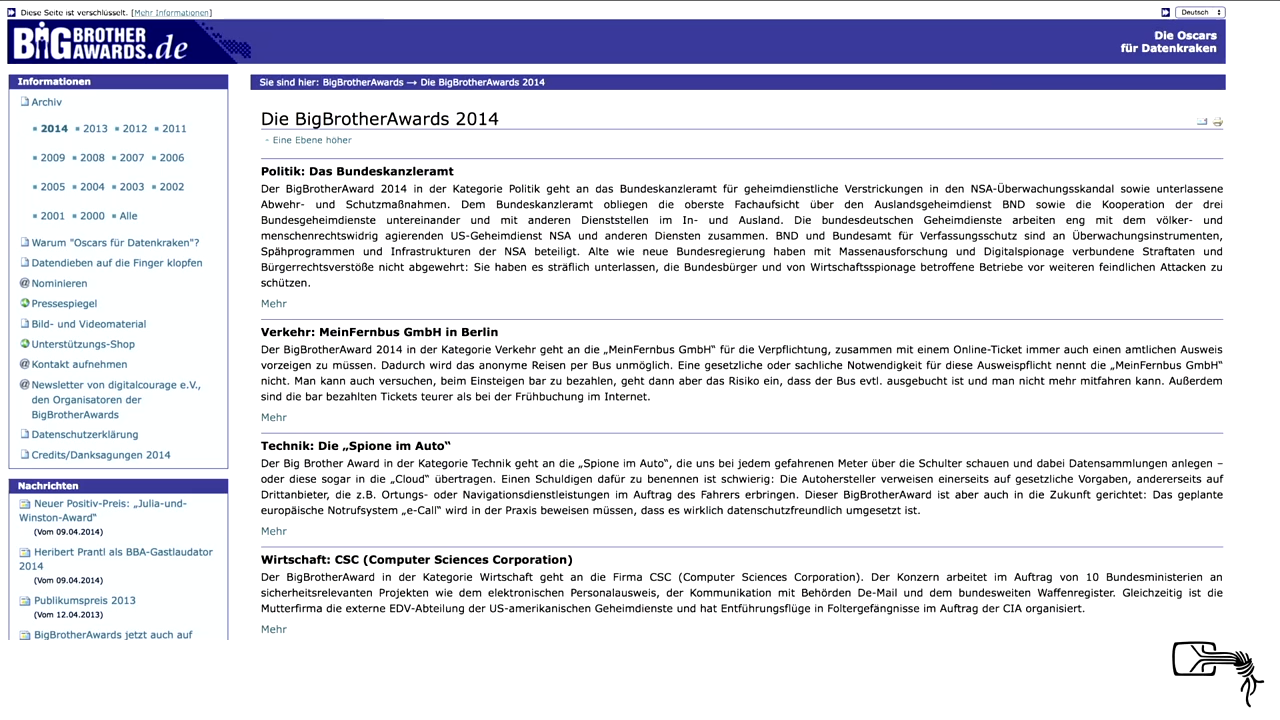 Diese Seite ist verschlüsselt. [Mehr Informationen]
Deutsch
BiG BROTHER AWARDS.de
Die Oscars
für Datenkraken
Informationen
Archiv
2014 2013 2012 2011
2009 2008 2007 2006
2005 2004 2003 2002
2001 2000 Alle
Warum "Oscars für Datenkraken"?
Datendieben auf die Finger klopfen
@Nominieren
Pressespiegel
Bild- und Videomaterial
Unterstützungs-Shop
@Kontakt aufnehmen
@Newsletter von digitalcourage e.V.,
den Organisatoren der
BigBrotherAwards
Datenschutzerklärung
Credits/Danksagungen 2014
Nachrichten
Neuer Positiv-Preis: „Julia-und-
Winston-Award“
(Vom 09.04.2014)
Heribert Prantl als BBA-Gastlaudator
2014
(Vom 09.04.2014)
Publikumspreis 2013
(Vom 12.04.2013)
BigBrotherAwards jetzt auch auf
Sie sind hier: BigBrotherAwards → Die BigBrotherAwards 2014
Die BigBrotherAwards 2014
- Eine Ebene höher
Politik: Das Bundeskanzleramt
Der BigBrotherAward 2014 in der Kategorie Politik geht an das Bundeskanzleramt für geheimdienstliche Verstrickungen in den NSA-Überwachungsskandal sowie unterlassene
Abwehr- und Schutzmaßnahmen. Dem Bundeskanzleramt obliegen die oberste Fachaufsicht über den Auslandsgeheimdienst BND sowie die Kooperation der drei
Bundesgeheimdienste untereinander und mit anderen Dienststellen im In- und Ausland. Die bundesdeutschen Geheimdienste arbeiten eng mit dem völker- und
menschenrechtswidrig agierenden US-Geheimdienst NSA und anderen Diensten zusammen. BND und Bundesamt für Verfassungsschutz sind an Überwachungsinstrumenten,
Spähprogrammen und Infrastrukturen der NSA beteiligt. Alte wie neue Bundesregierung haben mit Massenausforschung und Digitalspionage verbundene Straftaten und
Bürgerrechtsverstöße nicht abgewehrt: Sie haben es sträflich unterlassen, die Bundesbürger und von Wirtschaftsspionage betroffene Betriebe vor weiteren feindlichen Attacken zu
schützen.
Mehr
Verkehr: MeinFernbus GmbH in Berlin
Der BigBrotherAward 2014 in der Kategorie Verkehr geht an die „MeinFernbus GmbH“ für die Verpflichtung, zusammen mit einem Online-Ticket immer auch einen amtlichen Ausweis
vorzeigen zu müssen. Dadurch wird das anonyme Reisen per Bus unmöglich. Eine gesetzliche oder sachliche Notwendigkeit für diese Ausweispflicht nennt die „MeinFernbus GmbH“
nicht. Man kann auch versuchen, beim Einsteigen bar zu bezahlen, geht dann aber das Risiko ein, dass der Bus evtl. ausgebucht ist und man nicht mehr mitfahren kann. Außerdem
sind die bar bezahlten Tickets teurer als bei der Frühbuchung im Internet.
Mehr
Technik: Die „Spione im Auto“
Der Big Brother Award in der Kategorie Technik geht an die „Spione im Auto“, die uns bei jedem gefahrenen Meter über die Schulter schauen und dabei Datensammlungen anlegen –
oder diese sogar in die „Cloud“ übertragen. Einen Schuldigen dafür zu benennen ist schwierig: Die Autohersteller verweisen einerseits auf gesetzliche Vorgaben, andererseits auf
Drittanbieter, die z.B. Ortungs- oder Navigationsdienstleistungen im Auftrag des Fahrers erbringen. Dieser BigBrotherAward ist aber auch in die Zukunft gerichtet: Das geplante
europäische Notrufsystem „e-Call“ wird in der Praxis beweisen müssen, dass es wirklich datenschutzfreundlich umgesetzt ist.
Mehr
Wirtschaft: CSC (Computer Sciences Corporation)
Der BigBrotherAward in der Kategorie Wirtschaft geht an die Firma CSC (Computer Sciences Corporation). Der Konzern arbeitet im Auftrag von 10 Bundesministerien an
sicherheitsrelevanten Projekten wie dem elektronischen Personalausweis, der Kommunikation mit Behörden De-Mail und dem bundesweiten Waffenregister. Gleichzeitig ist die
Mutterfirma die externe EDV-Abteilung der US-amerikanischen Geheimdienste und hat Entführungsflüge in Foltergefängnisse im Auftrag der CIA organisiert.
Mehr